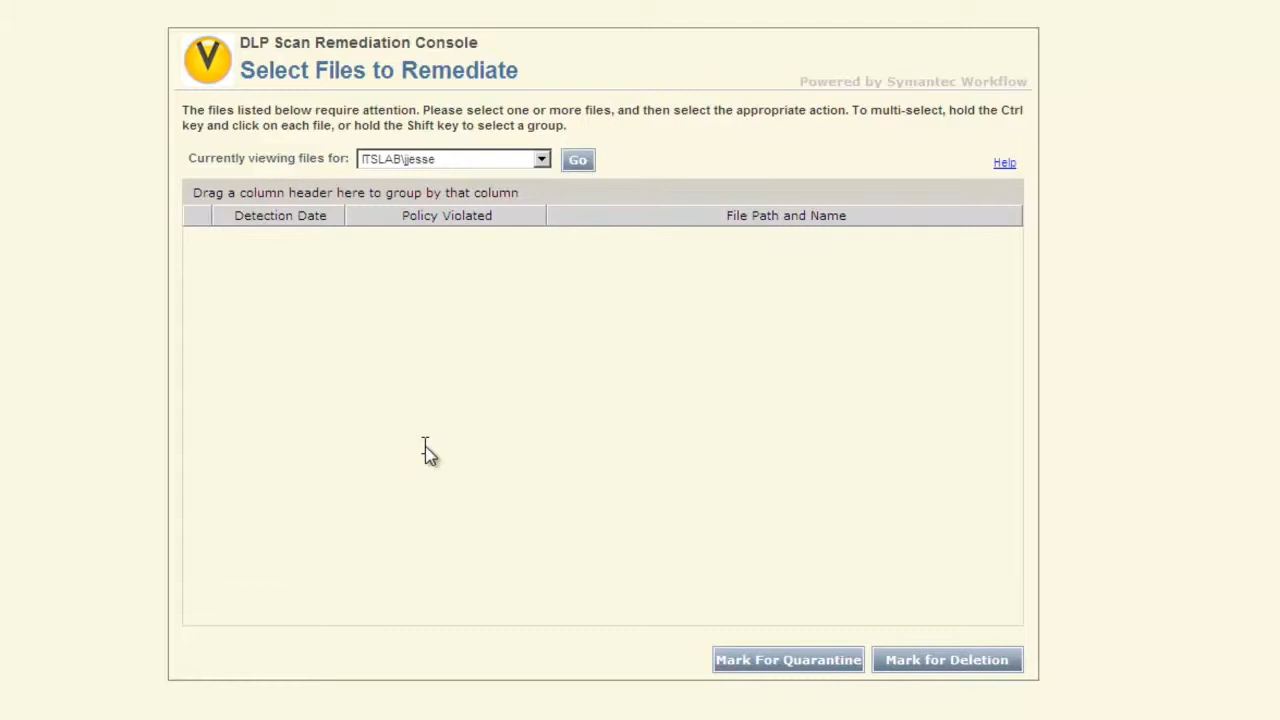 DLP Scan Remediation Console
Select Files to Remediate
Powered by Symantec Workflow
The files listed below require attention. Please select one or more files, and then select the appropriate action. To multi-select, hold the Ctrl
key and click on each file, or hold the Shift key to select a group.
Currently viewing files for: ITSLAB\jjesse Go
Help
Drag a column header here to group by that column
Detection Date Policy Violated File Path and Name
Mark For Quarantine Mark for Deletion